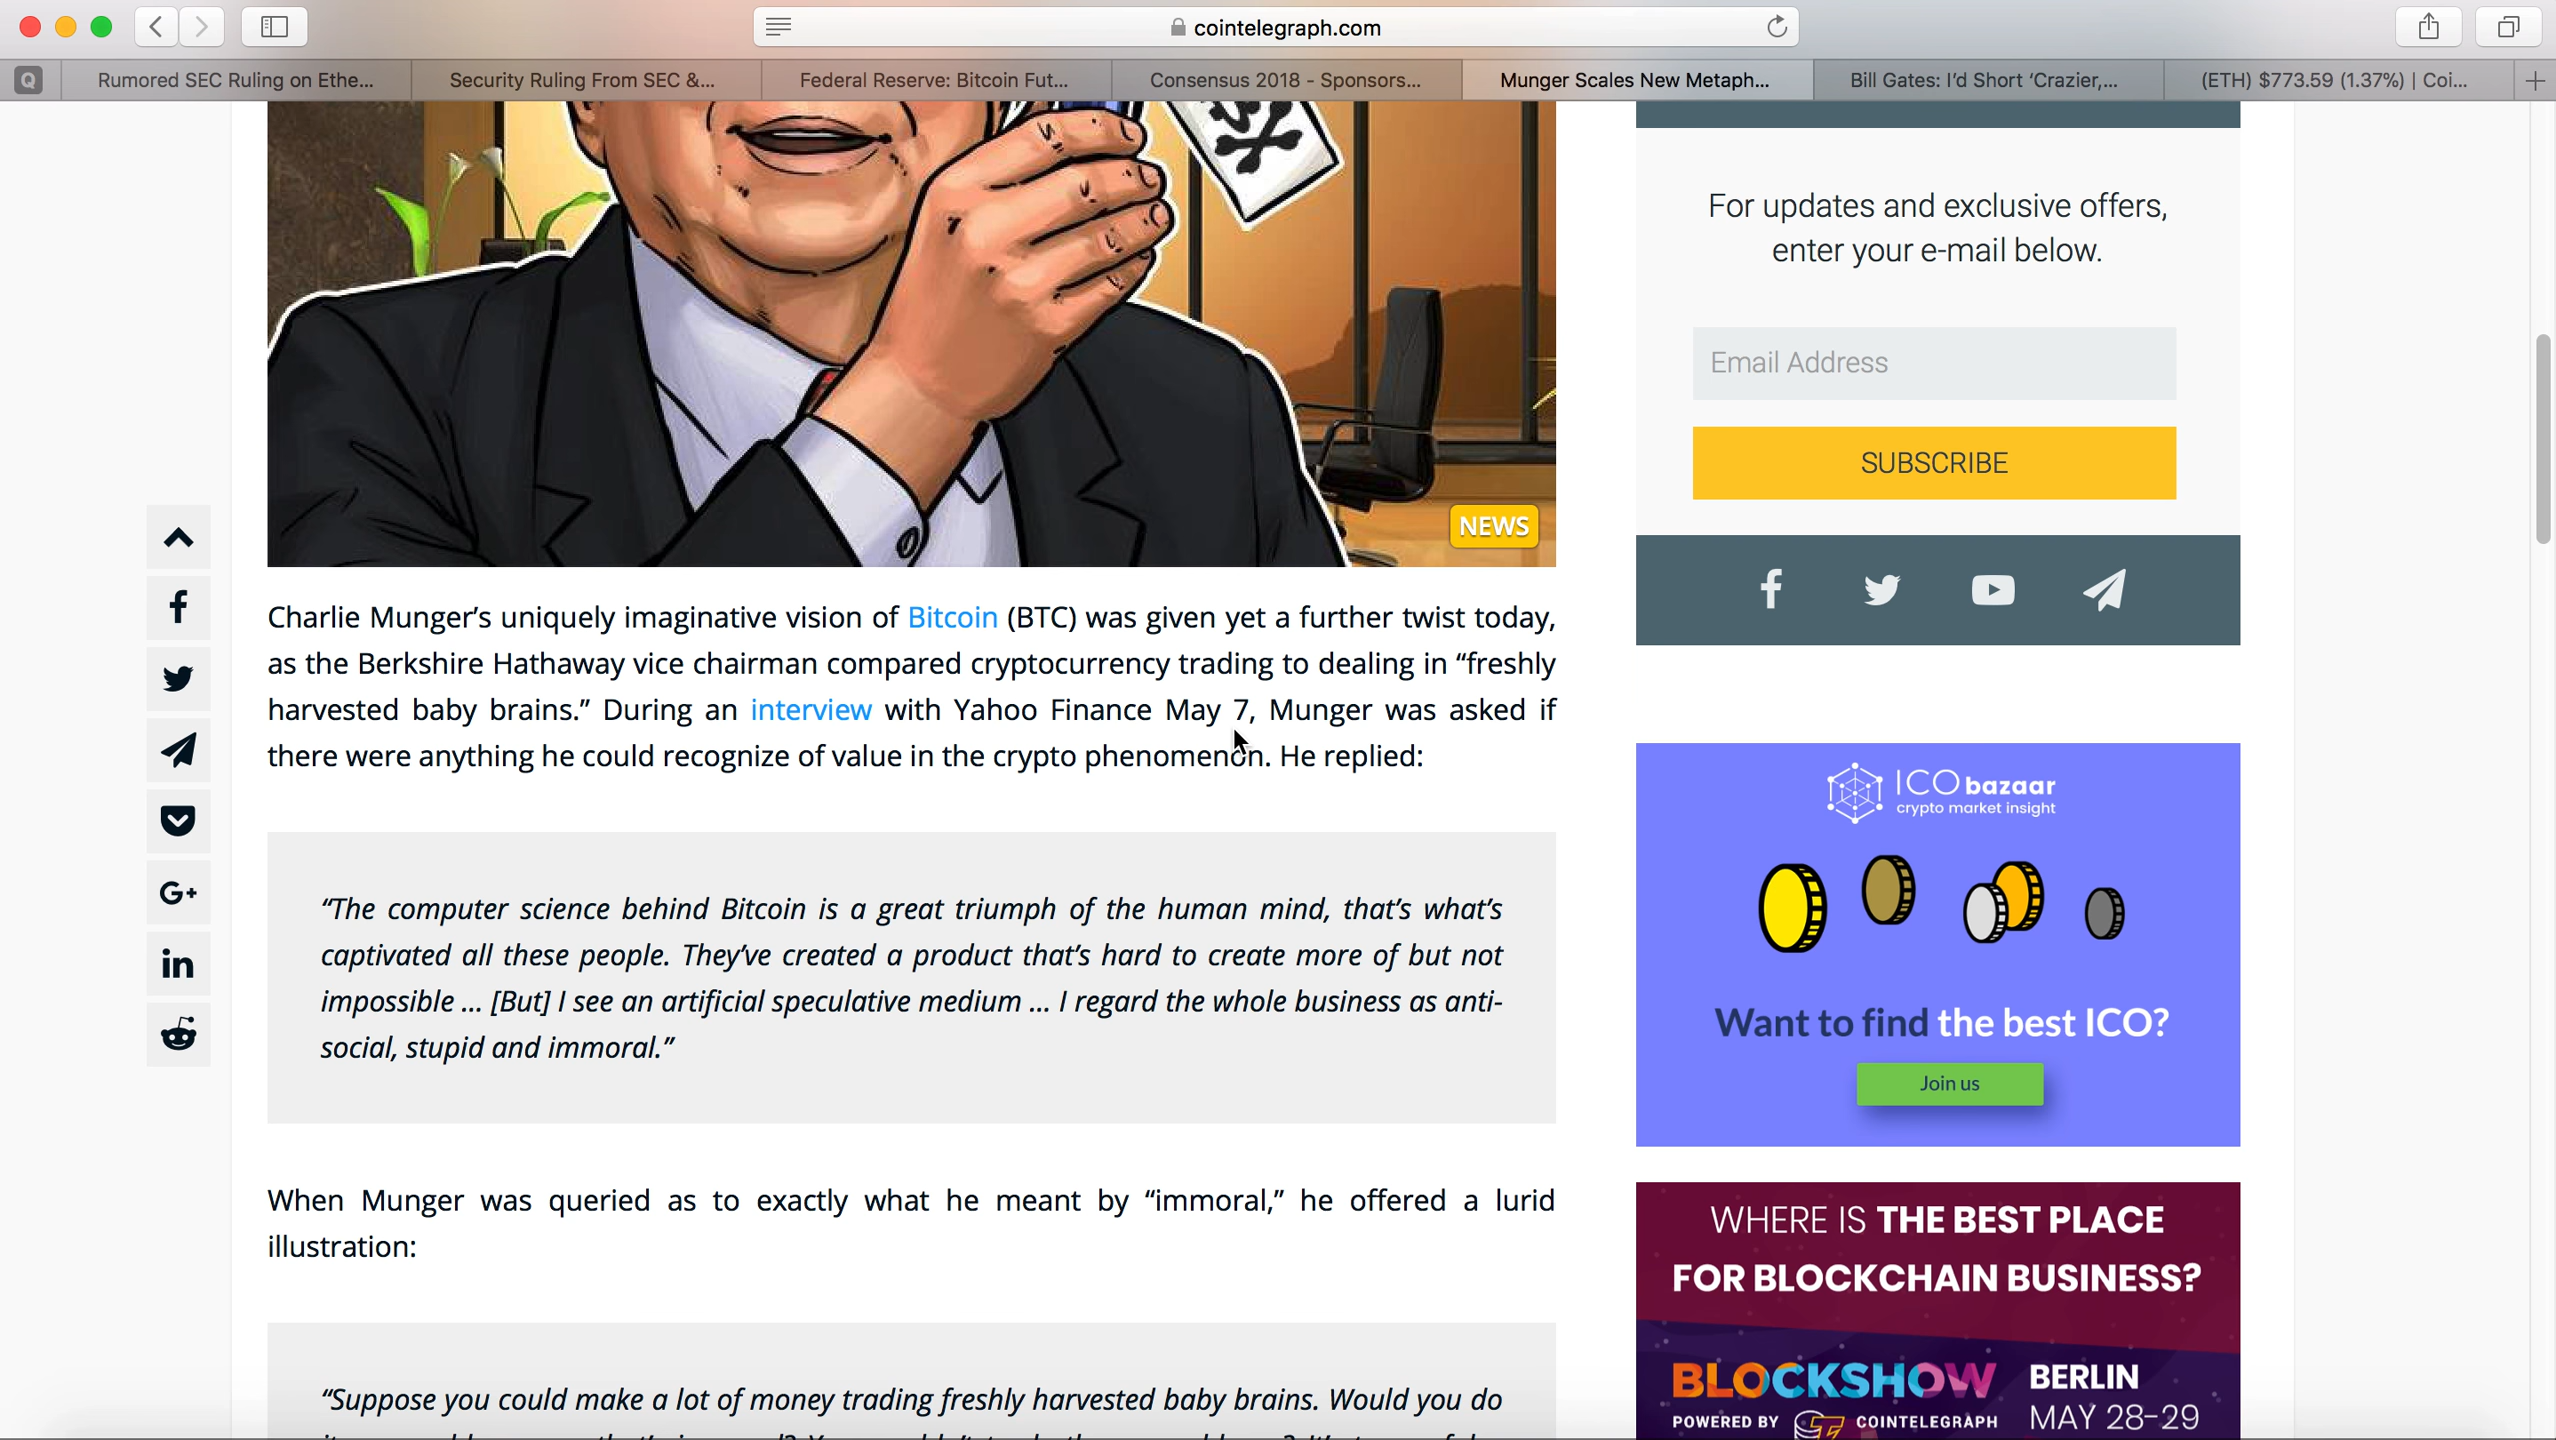 cointelegraph.com
Q
Rumored SEC Ruling on Ethe...
Security Ruling From SEC &...
Federal Reserve: Bitcoin Fut...
Consensus 2018 - Sponsors...
Munger Scales New Metaph...
Bill Gates: I'd Short 'Crazier,...
(ETH) $773.59 (1.37%) | Coi...
NEWS
Charlie Munger's uniquely imaginative vision of Bitcoin (BTC) was given yet a further twist today,
as the Berkshire Hathaway vice chairman compared cryptocurrency trading to dealing in “freshly
harvested baby brains.” During an interview with Yahoo Finance May 7, Munger was asked if
there were anything he could recognize of value in the crypto phenomenon. He replied:
“The computer science behind Bitcoin is a great triumph of the human mind, that's what's
captivated all these people. They've created a product that's hard to create more of but not
impossible ... [But] I see an artificial speculative medium ... I regard the whole business as anti-
social, stupid and immoral.”
When Munger was queried as to exactly what he meant by “immoral,” he offered a lurid
illustration:
“Suppose you could make a lot of money trading freshly harvested baby brains. Would you do
G+
in
For updates and exclusive offers,
enter your e-mail below.
Email Address
SUBSCRIBE
ICO bazaar
crypto market insight
Want to find the best ICO?
Join us
WHERE IS THE BEST PLACE
FOR BLOCKCHAIN BUSINESS?
BLOCKSHOW
POWERED BY COINTELEGRAPH
BERLIN
MAY 28-29